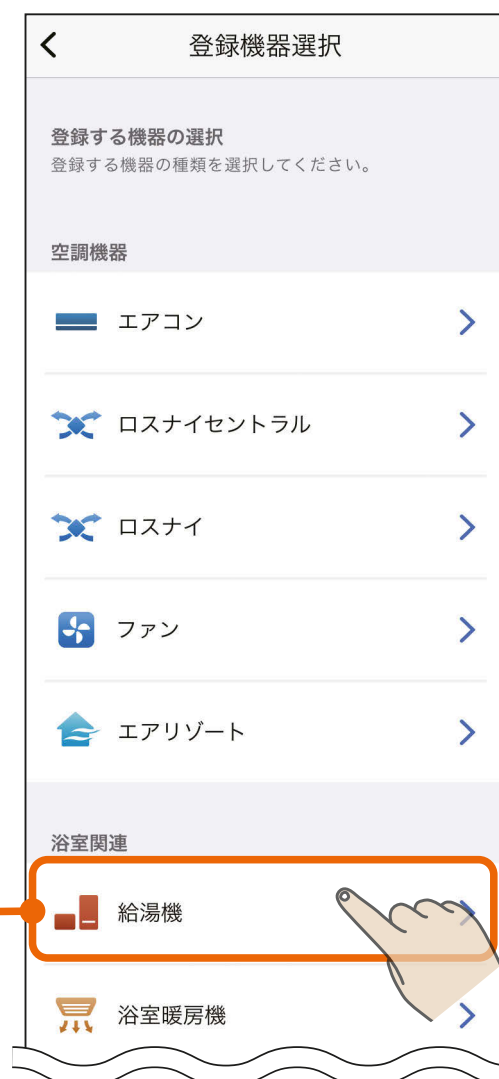 登録機器選択
登録する機器の選択
登録する機器の種類を選択してください。
空調機器
エアコン
ロスナイセントラル
ロスナイ
ファン
エアリゾート
浴室関連
給湯機
浴室暖房機